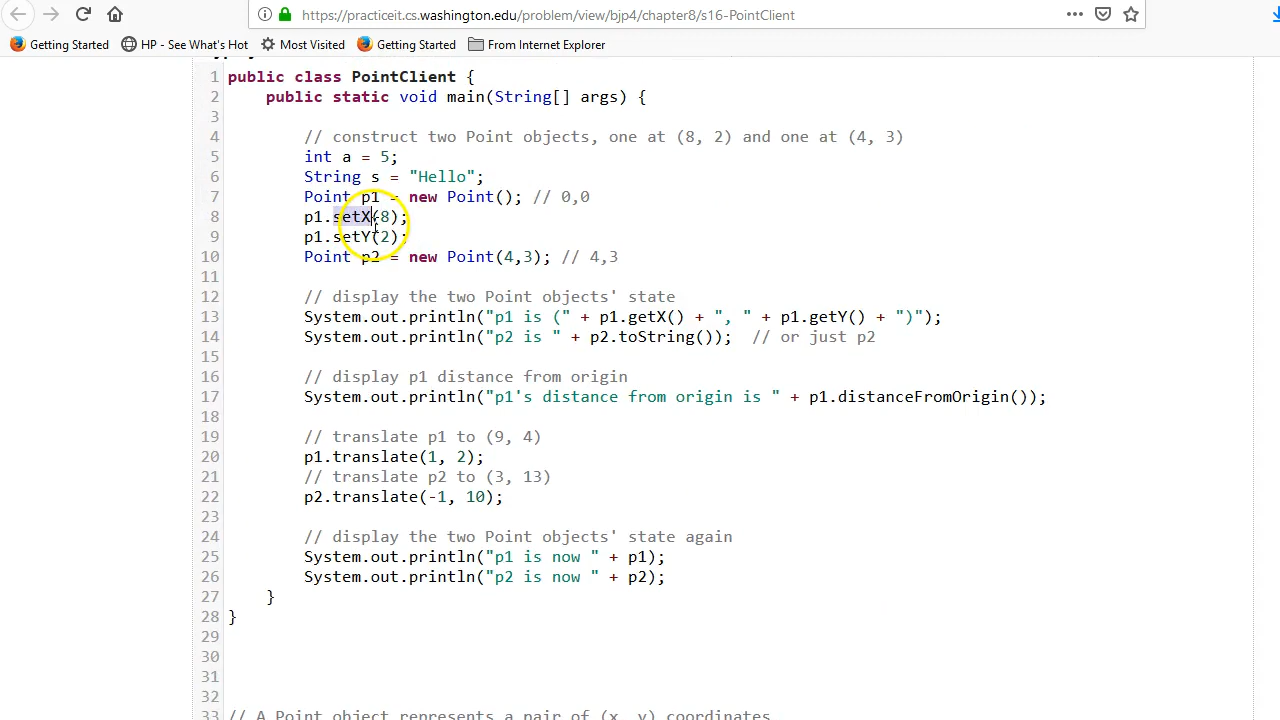 https://practiceit.cs.washington.edu/problem/view/bjp4/chapter8/s16-PointClient
Getting Started HP - See What's Hot Most Visited Getting Started From Internet Explorer
1 public class PointClient {
2 public static void main(String[] args) {
3
4 // construct two Point objects, one at (8, 2) and one at (4, 3)
5 int a = 5;
6 String s = "Hello";
7 Point p1 = new Point(); // 0,0
8 p1.setX(8);
9 p1.setY(2);
10 Point p2 = new Point(4,3); // 4,3
11
12 // display the two Point objects' state
13 System.out.println("p1 is (" + p1.getX() + ", " + p1.getY() + ")");
14 System.out.println("p2 is " + p2.toString()); // or just p2
15
16 // display p1 distance from origin
17 System.out.println("p1's distance from origin is " + p1.distanceFromOrigin());
18
19 // translate p1 to (9, 4)
20 p1.translate(1, 2);
21 // translate p2 to (3, 13)
22 p2.translate(-1, 10);
23
24 // display the two Point objects' state again
25 System.out.println("p1 is now " + p1);
26 System.out.println("p2 is now " + p2);
27 }
28 }
29
30
31
32
33 // A Point object represents a pair of (x, y) coordinates